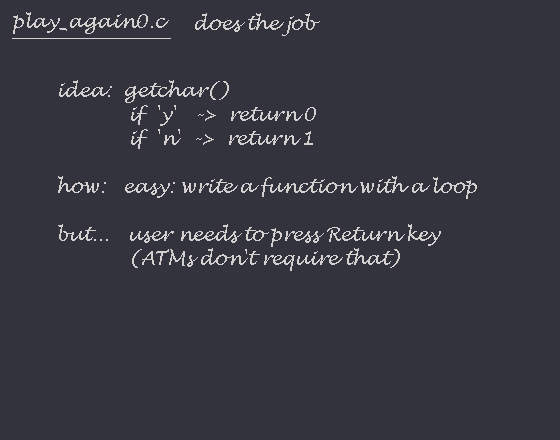 play_again0.c does the job
idea: getchar()
if 'y' ~> return 0
if 'n' ~> return 1
how: easy: write a function with a loop
but... user needs to press Return key
(ATMs don't require that)